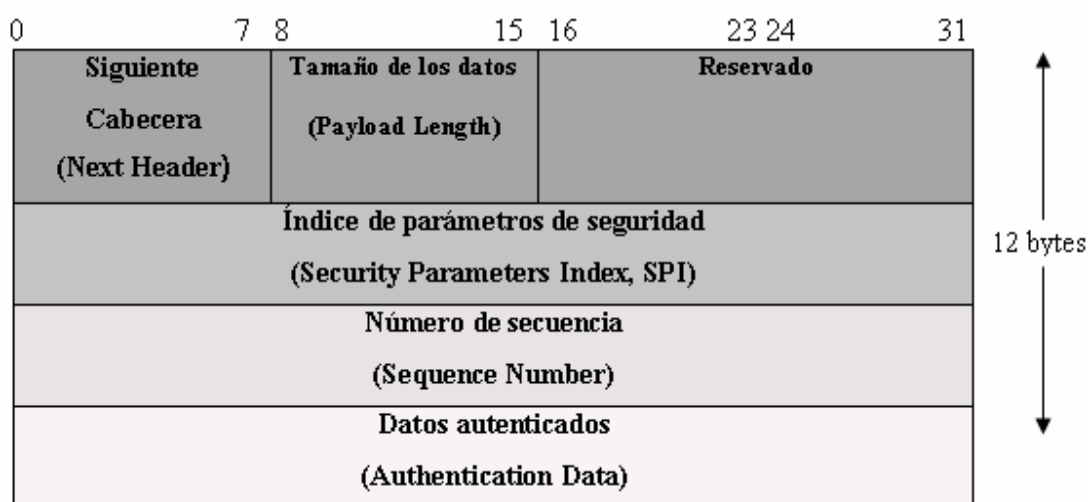 0 7 8 15 16 23 24 31
Siguiente
Cabecera
(Next Header)
Tamaño de los datos
(Payload Length)
Reservado
Índice de parámetros de seguridad
(Security Parameters Index, SPI)
12 bytes
Número de secuencia
(Sequence Number)
Datos autenticados
(Authentication Data)